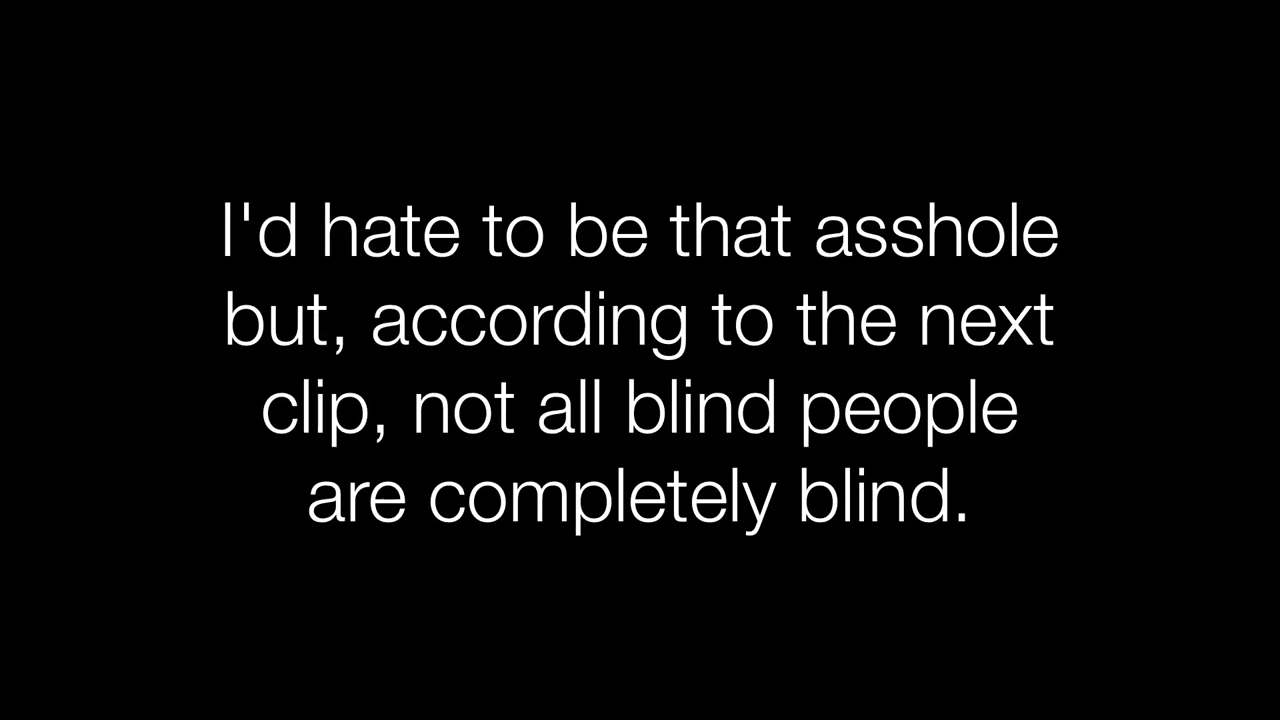 I'd hate to be that asshole
but, according to the next
clip, not all blind people
are completely blind.